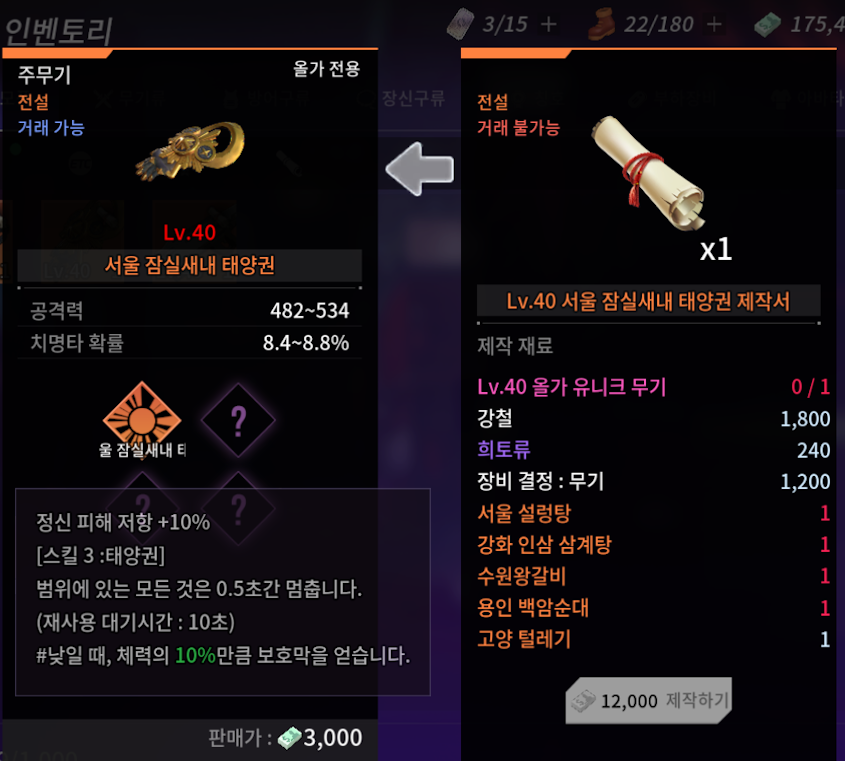 인벤토리
3/15 +
22/180 +
175,4
주무기
올가 전용
전설
거래 가능
장신구류
Lv.40
서울 잠실새내 태양권
공격력 482~534
치명타 확률 8.4~8.8%
울 잠실새내 태
?
?
?
정신 피해 저항 +10%
[스킬 3 :태양권]
범위에 있는 모든 것은 0.5초간 멈춥니다.
(재사용 대기시간 : 10초)
#낮일 때, 체력의 10%만큼 보호막을 얻습니다.
판매가 : 3,000
전설
거래 불가능
x1
Lv.40 서울 잠실새내 태양권 제작서
제작 재료
Lv.40 올가 유니크 무기 0 / 1
강철 1,800
희토류 240
장비 결정 : 무기 1,200
서울 설렁탕 1
강화 인삼 삼계탕 1
수원왕갈비 1
용인 백암순대 1
고양 털레기 1
12,000 제작하기